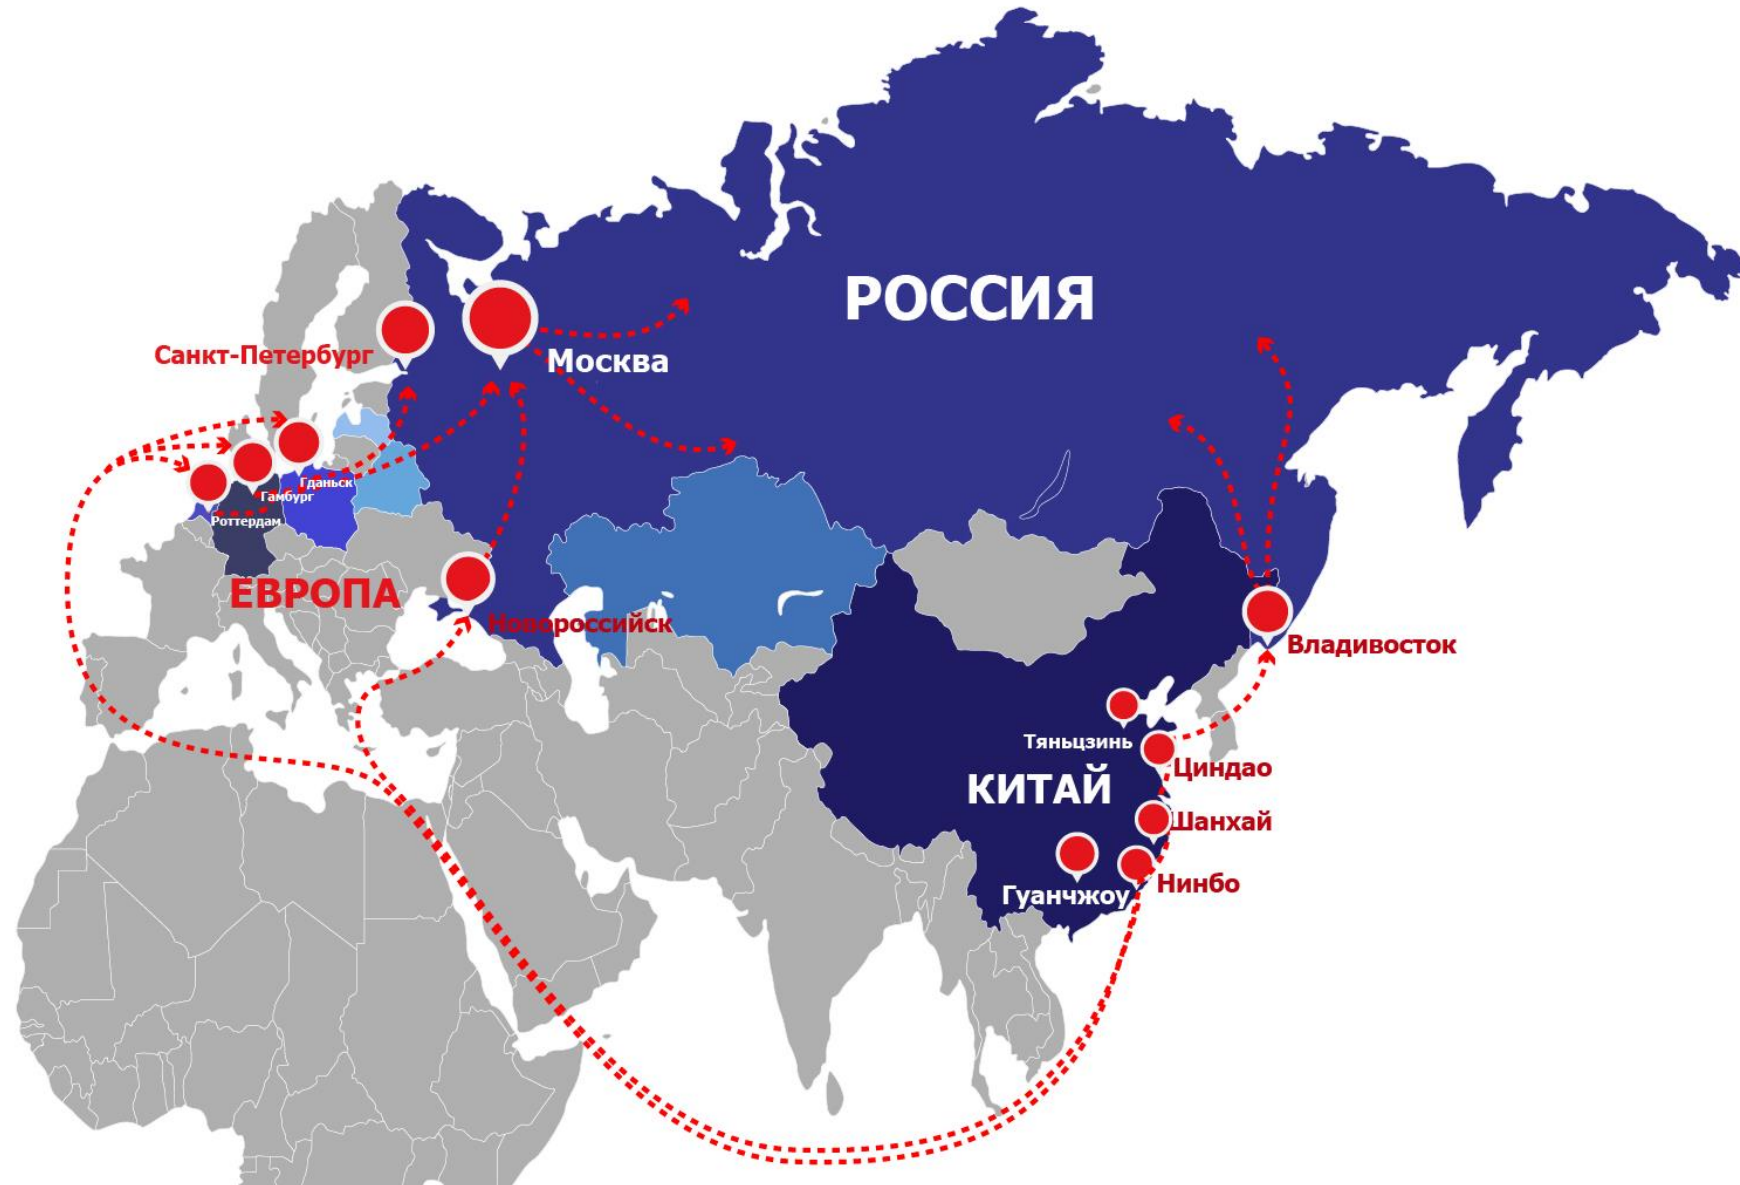 РОССИЯ
Санкт-Петербург
Москва
Гданьск
Гамбург
Роттердам
ЕВРОПА
Новороссийск
Владивосток
Тяньцзинь
Циндао
КИТАЙ
Шанхай
Нинбо
Гуанчжоу